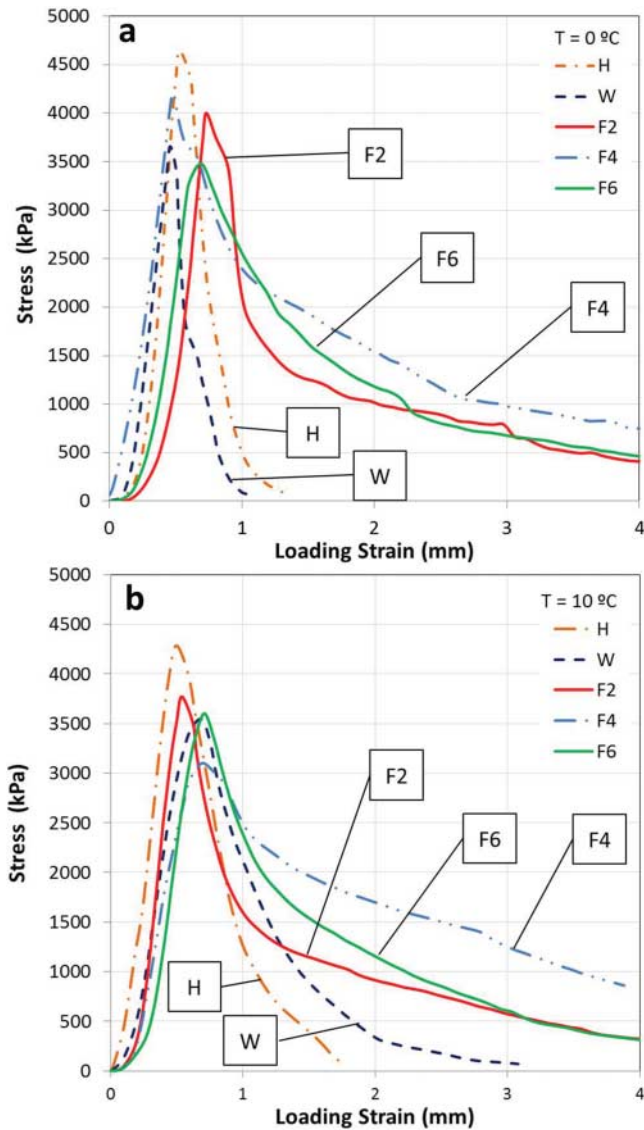 a
T = 0 ºC
H
W
F2
F4
F6
5000
4500
4000
3500
3000
2500
2000
1500
1000
500
0
Stress (kPa)
F2
F6
F4
H
W
0 1 2 3 4
Loading Strain (mm)
b
T = 10 ºC
H
W
F2
F4
F6
5000
4500
4000
3500
3000
2500
2000
1500
1000
500
0
Stress (kPa)
F2
F6
F4
H
W
0 1 2 3 4
Loading Strain (mm)